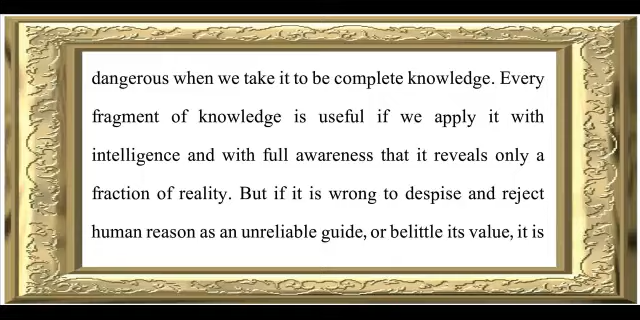 dangerous when we take it to be complete knowledge. Every
fragment of knowledge is useful if we apply it with
intelligence and with full awareness that it reveals only a
fraction of reality. But if it is wrong to despise and reject
human reason as an unreliable guide, or belittle its value, it is